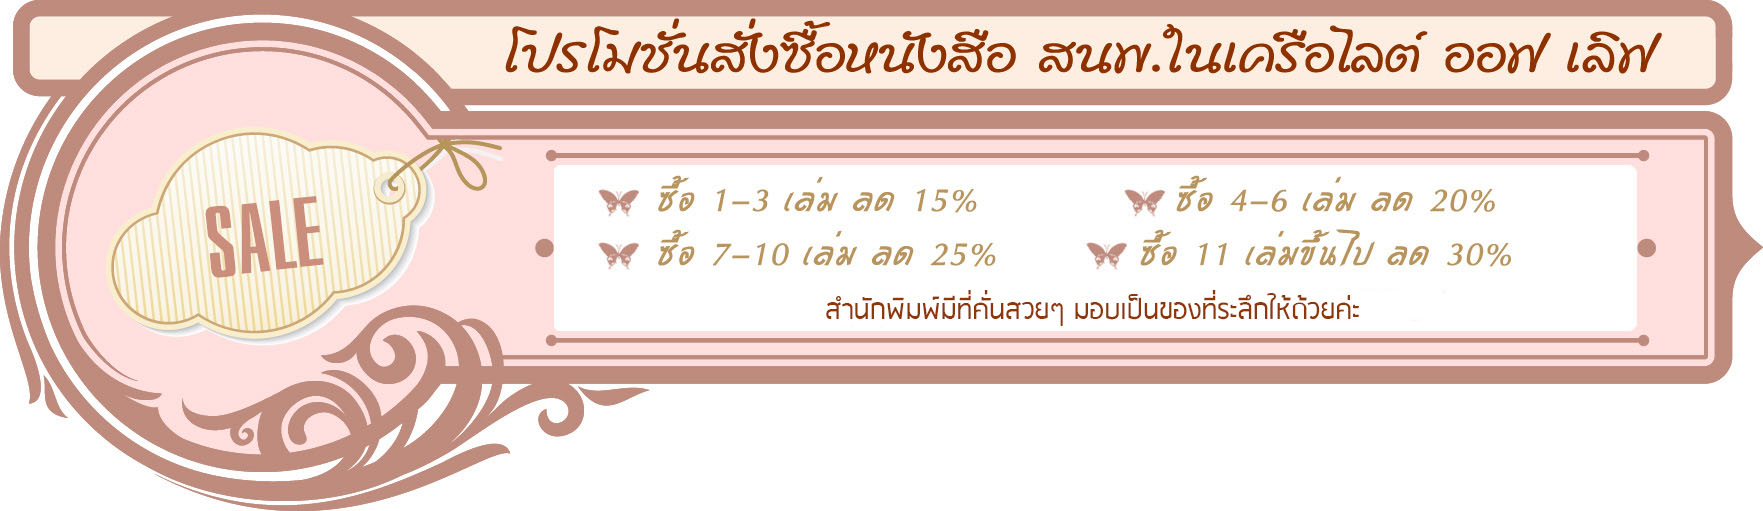 โปรโมชั่นสั่งซื้อหนังสือ สนพ.ในเครือไลต์ ออฟ เลิฟ
SALE
ซื้อ 1-3 เล่ม ลด 15% ซื้อ 4-6 เล่ม ลด 20%
ซื้อ 7-10 เล่ม ลด 25% ซื้อ 11 เล่มขึ้นไป ลด 30%
สำนักพิมพ์มีที่คั่นสวยๆ มอบเป็นของที่ระลึกให้ด้วยค่ะ